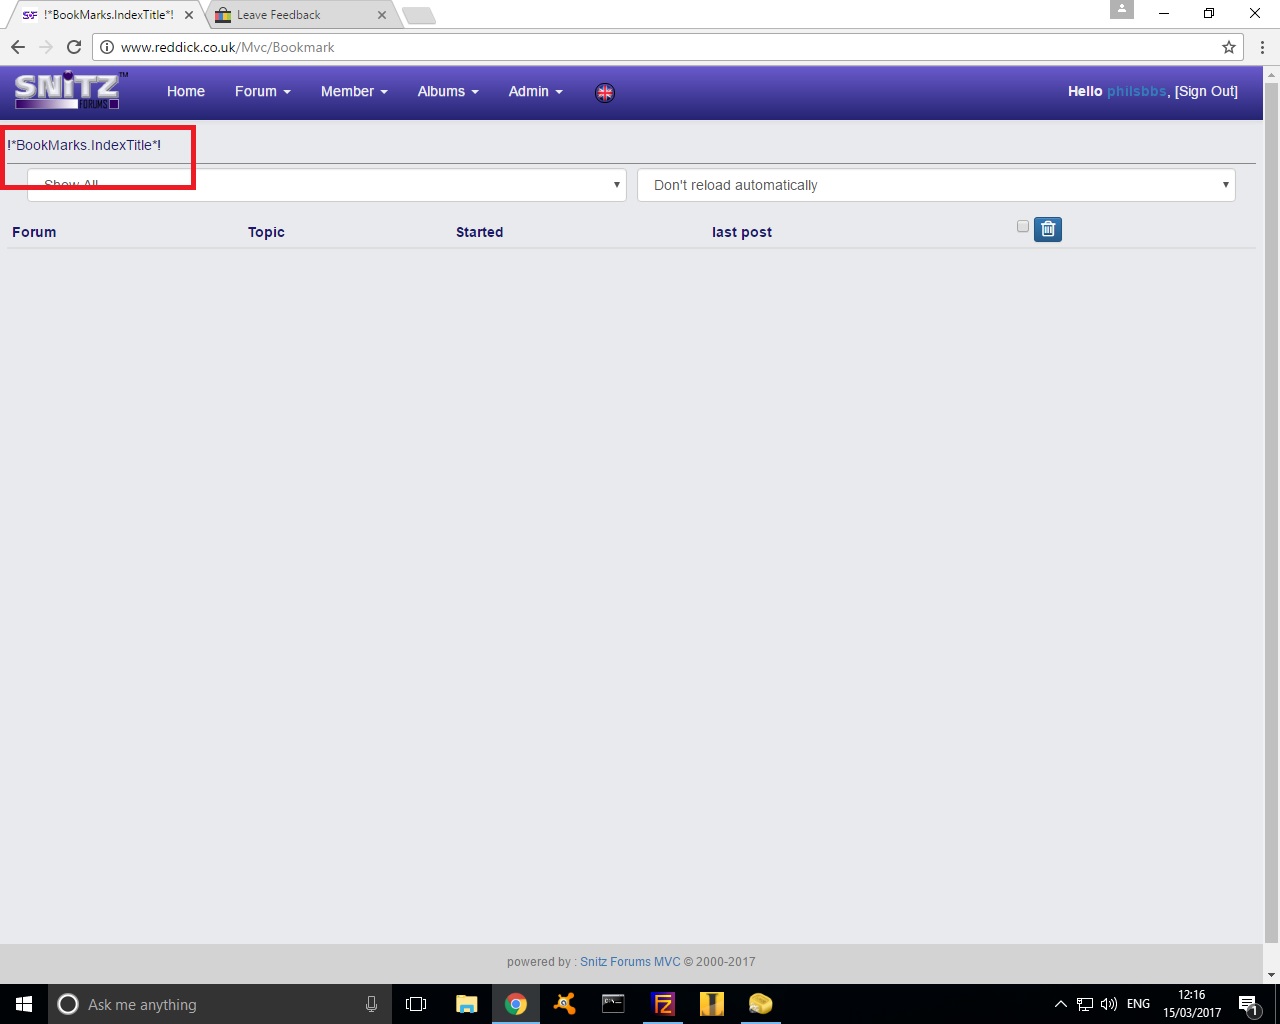 !*BookMarks.IndexTitle*!
Leave Feedback
www.reddick.co.uk/Mvc/Bookmark
SNiTZ™ FORUMS
Home Forum Member Albums Admin
Hello philsbbs, [Sign Out]
!*BookMarks.IndexTitle*!
Show All
Don't reload automatically
Forum Topic Started last post
powered by : Snitz Forums MVC © 2000-2017
Ask me anything
ENG
12:16
15/03/2017
1